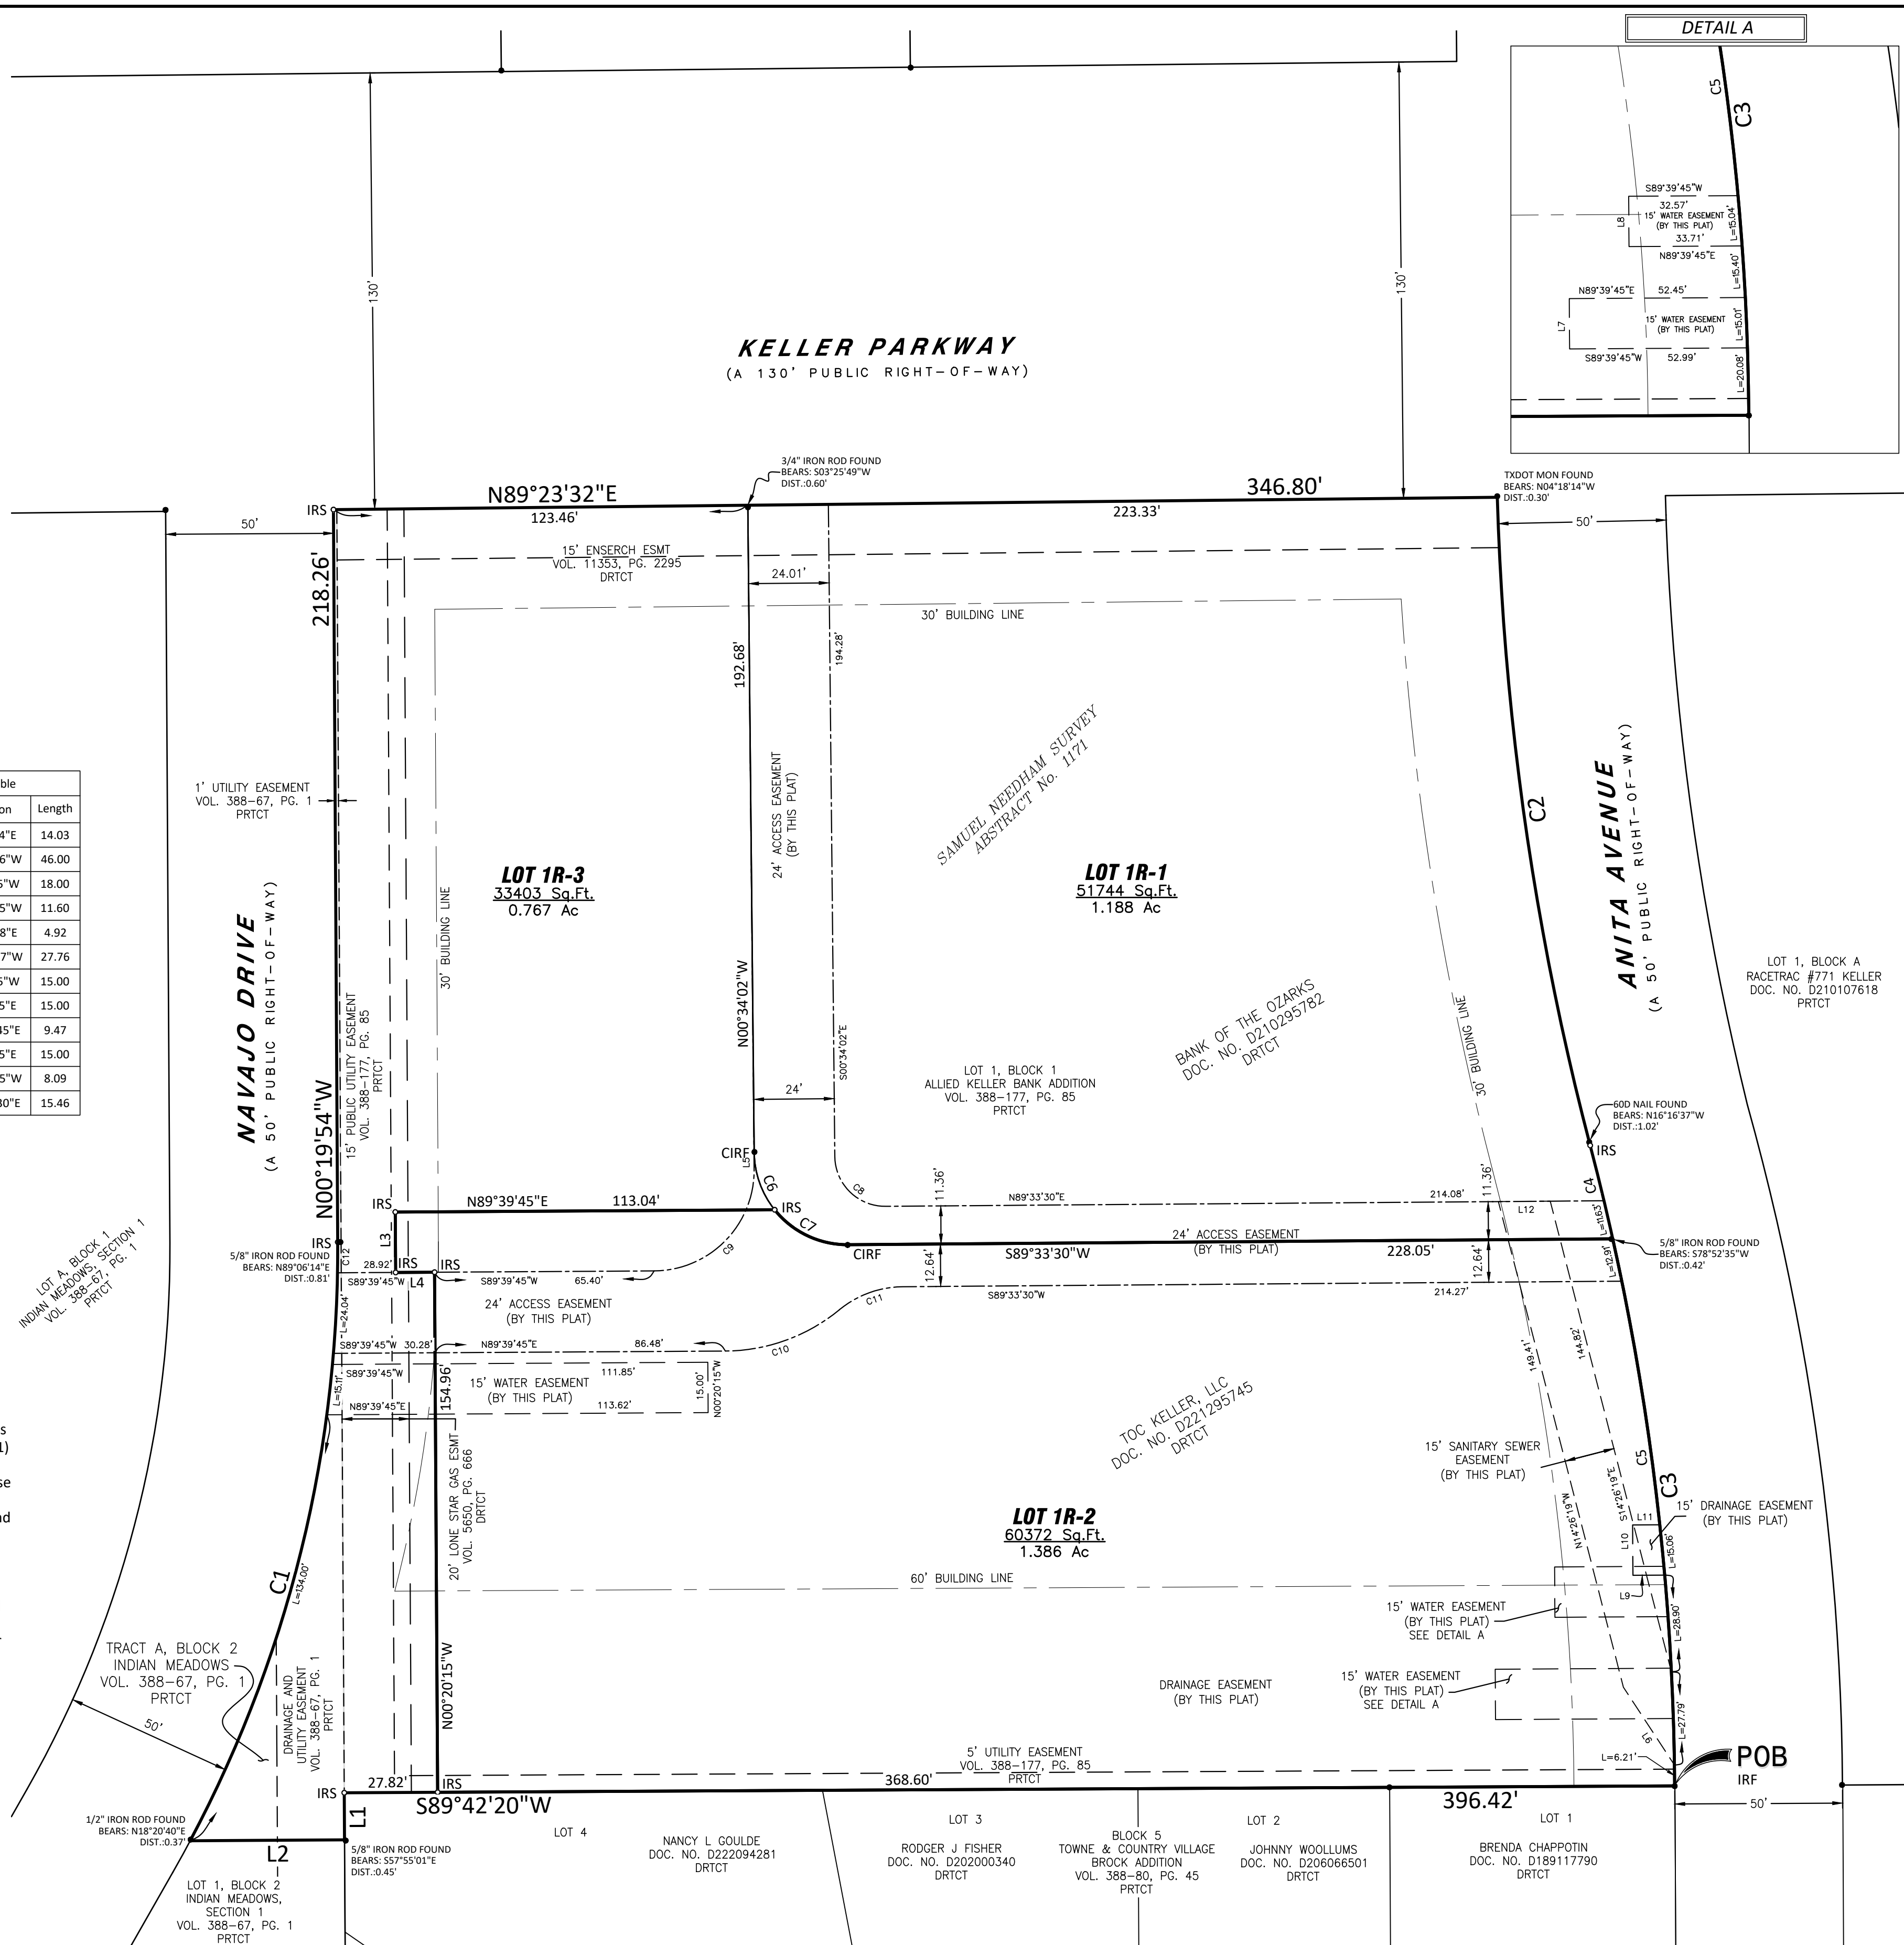 DETAIL A
C5
C3
S89°39'45"W
32.57'
15' WATER EASEMENT
(BY THIS PLAT)
33.71'
N89°39'45"E
L8
L=15.04'
L=15.40'
N89°39'45"E 52.45'
15' WATER EASEMENT
(BY THIS PLAT)
L7
L=15.01'
S89°39'45"W 52.99'
L=20.08'
130'
130'
KELLER PARKWAY
(A 130' PUBLIC RIGHT-OF-WAY)
3/4" IRON ROD FOUND
BEARS: S03°25'49"W
DIST.:0.60'
TXDOT MON FOUND
BEARS: N04°18'14"W
DIST.:0.30'
IRS
N89°23'32"E
346.80'
123.46'
223.33'
50'
50'
15' ENSERCH ESMT
VOL. 11353, PG. 2295
DRTCT
24.01'
30' BUILDING LINE
218.26'
192.68'
194.28'
1' UTILITY EASEMENT
VOL. 388-67, PG. 1
PRTCT
24' ACCESS EASEMENT
(BY THIS PLAT)
SAMUEL NEEDHAM SURVEY
ABSTRACT No. 1171
C2
ANITA AVENUE
(A 50' PUBLIC RIGHT-OF-WAY)
ble
on Length
4"E 14.03
6"W 46.00
5"W 18.00
5"W 11.60
8"E 4.92
7"W 27.76
5"W 15.00
5"E 15.00
45"E 9.47
5"E 15.00
5"W 8.09
30"E 15.46
LOT 1R-3
33403 Sq.Ft.
0.767 Ac
LOT 1R-1
51744 Sq.Ft.
1.188 Ac
NAVAJO DRIVE
(A 50' PUBLIC RIGHT-OF-WAY)
30' BUILDING LINE
N00°34'02"W
S00°34'02"E
N00°19'54"W
15' PUBLIC UTILITY EASEMENT
VOL. 388-177, PG. 85
PRTCT
BANK OF THE OZARKS
DOC. NO. D210295782
DRTCT
30' BUILDING LINE
LOT 1, BLOCK A
RACETRAC #771 KELLER
DOC. NO. D210107618
PRTCT
LOT 1, BLOCK 1
ALLIED KELLER BANK ADDITION
VOL. 388-177, PG. 85
PRTCT
24'
60D NAIL FOUND
BEARS: N16°16'37"W
DIST.:1.02'
IRS
CIRF
L5
C6
C8
C4
IRS
N89°39'45"E 113.04'
IRS
C7
11.36'
N89°33'30"E
214.08'
11.36'
L12
L=11.63'
LOT A, BLOCK 1
INDIAN MEADOWS, SECTION 1
VOL. 388-67, PG. 1
PRTCT
IRS
5/8" IRON ROD FOUND
BEARS: N89°06'14"E
DIST.:0.81'
C12
L3
C9
CIRF
S89°33'30"W
24' ACCESS EASEMENT
(BY THIS PLAT)
228.05'
5/8" IRON ROD FOUND
BEARS: S78°52'35"W
DIST.:0.42'
28.92'
IRS
IRS
L4
S89°39'45"W
S89°39'45"W 65.40'
12.64'
12.64'
L=12.91'
L=24.04'
24' ACCESS EASEMENT
(BY THIS PLAT)
C11
S89°33'30"W
214.27'
S89°39'45"W 30.28'
N89°39'45"E 86.48'
C10
S89°39'45"W
111.85'
15' WATER EASEMENT
(BY THIS PLAT)
15.00'
N00°20'15"W
L=15.11'
N89°39'45"E
113.62'
154.96'
149.41'
144.82'
20' LONE STAR GAS ESMT
VOL. 5650, PG. 666
DRTCT
TOC KELLER, LLC
DOC. NO. D221295745
DRTCT
15' SANITARY SEWER
EASEMENT
(BY THIS PLAT)
C5
C3
N14°26'19"W
S14°26'19"E
s
1)
se
nd
LOT 1R-2
60372 Sq.Ft.
1.386 Ac
15' DRAINAGE EASEMENT
(BY THIS PLAT)
L11
L10
L=15.06'
L9
C1
L=134.00'
60' BUILDING LINE
15' WATER EASEMENT
(BY THIS PLAT)
SEE DETAIL A
L=28.90'
TRACT A, BLOCK 2
INDIAN MEADOWS
VOL. 388-67, PG. 1
PRTCT
DRAINAGE AND
UTILITY EASEMENT
VOL. 388-67, PG. 1
PRTCT
N00°20'15"W
DRAINAGE EASEMENT
(BY THIS PLAT)
15' WATER EASEMENT
(BY THIS PLAT)
SEE DETAIL A
L=27.79'
50'
L6
L=6.21'
5' UTILITY EASEMENT
VOL. 388-177, PG. 85
PRTCT
POB
IRF
IRS
27.82'
IRS
368.60'
S89°42'20"W
396.42'
50'
1/2" IRON ROD FOUND
BEARS: N18°20'40"E
DIST.:0.37'
L1
L2
5/8" IRON ROD FOUND
BEARS: S57°55'01"E
DIST.:0.45'
LOT 4
NANCY L GOULDE
DOC. NO. D222094281
DRTCT
LOT 3
RODGER J FISHER
DOC. NO. D202000340
DRTCT
BLOCK 5
TOWNE & COUNTRY VILLAGE
BROCK ADDITION
VOL. 388-80, PG. 45
PRTCT
LOT 2
JOHNNY WOOLLUMS
DOC. NO. D206066501
DRTCT
LOT 1
BRENDA CHAPPOTIN
DOC. NO. D189117790
DRTCT
LOT 1, BLOCK 2
INDIAN MEADOWS,
SECTION 1
VOL. 388-67, PG. 1
PRTCT